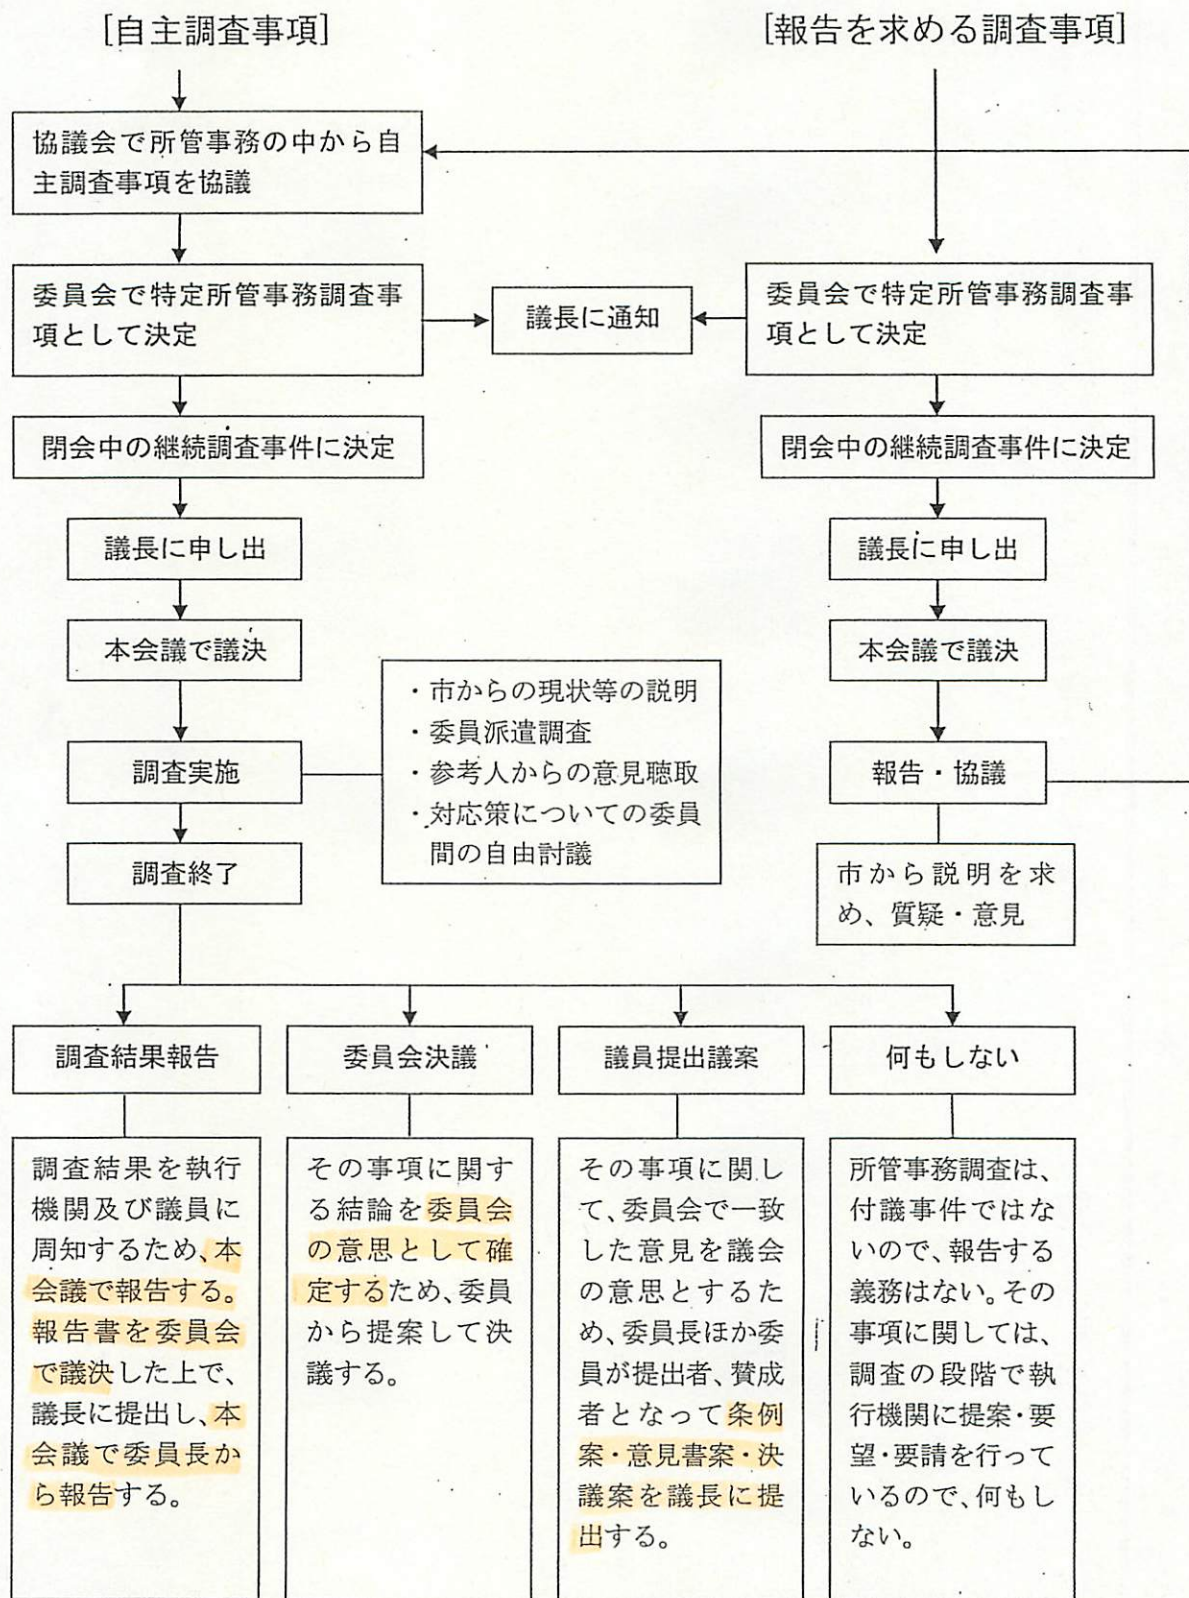 [自主調査事項]
[報告を求める調査事項]
協議会で所管事務の中から自
主調査事項を協議
委員会で特定所管事務調査事
項として決定
議長に通知
委員会で特定所管事務調査事
項として決定
閉会中の継続調査事件に決定
閉会中の継続調査事件に決定
議長に申し出
議長に申し出
本会議で議決
本会議で議決
調査実施
・市からの現状等の説明
・委員派遣調査
・参考人からの意見聴取
・対応策についての委員
間の自由討議
報告・協議
調査終了
市から説明を求
め、質疑・意見
調査結果報告
委員会決議
議員提出議案
何もしない
調査結果を執行
機関及び議員に
周知するため、本
会議で報告する。
報告書を委員会
で議決した上で、
議長に提出し、本
会議で委員長か
ら報告する。
その事項に関す
る結論を委員会
の意思として確
定するため、委員
から提案して決
議する。
その事項に関し
て、委員会で一致
した意見を議会
の意思とするた
め、委員長ほか委
員が提出者、賛成
者となって条例
案・意見書案・決
議案を議長に提
出する。
所管事務調査は、
付議事件ではな
いので、報告する
義務はない。その
事項に関しては、
調査の段階で執
行機関に提案・要
望・要請を行って
いるので、何もし
ない。